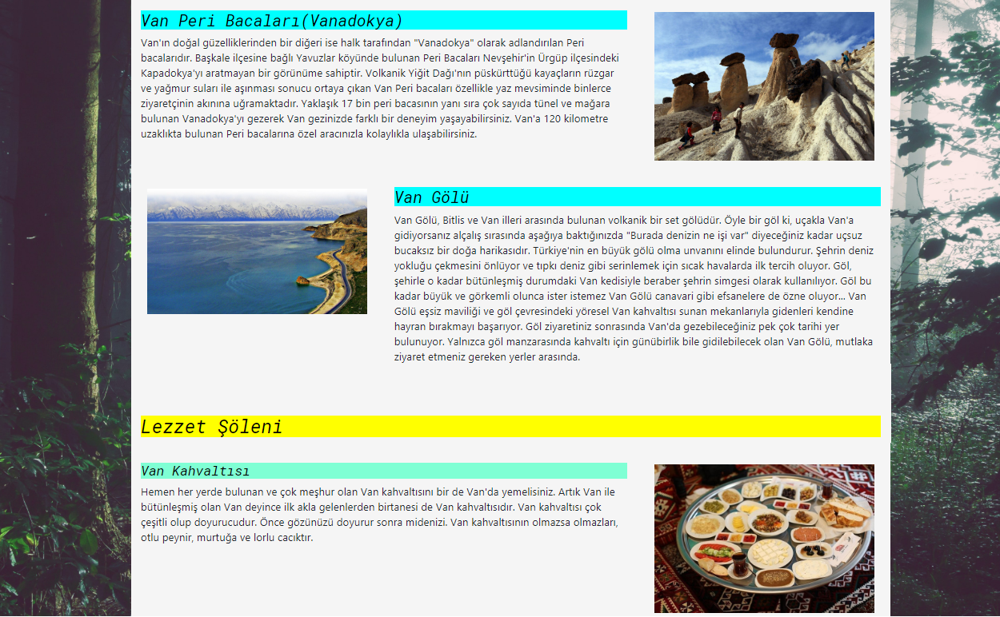 Van Peri Bacaları(Vanadokya)
Van'ın doğal güzelliklerinden bir diğeri ise halk tarafından "Vanadokya" olarak adlandırılan Peri
bacalarıdır. Başkale ilçesine bağlı Yavuzlar köyünde bulunan Peri Bacaları Nevşehir'in Ürgüp ilçesindeki
Kapadokya'yı aratmayan bir görünüme sahiptir. Volkanik Yiğit Dağı'nın püskürttüğü kayaçların rüzgar
ve yağmur suları ile aşınması sonucu ortaya çıkan Van Peri bacaları özellikle yaz mevsiminde binlerce
ziyaretçinin akınına uğramaktadır. Yaklaşık 17 bin peri bacasının yanı sıra çok sayıda tünel ve mağara
bulunan Vanadokya'yı gezerek Van gezinizde farklı bir deneyim yaşayabilirsiniz. Van'a 120 kilometre
uzaklıkta bulunan Peri bacalarına özel aracınızla kolaylıkla ulaşabilirsiniz.
Van Gölü
Van Gölü, Bitlis ve Van illeri arasında bulunan volkanik bir set gölüdür. Öyle bir göl ki, uçakla Van'a
gidiyorsanız alçalış sırasında aşağıya baktığınızda "Burada denizin ne işi var" diyeceğiniz kadar uçsuz
bucaksız bir doğa harikasıdır. Türkiye'nin en büyük gölü olma unvanını elinde bulundurur. Şehrin deniz
yokluğu çekmesini önlüyor ve tıpkı deniz gibi serinlemek için sıcak havalarda ilk tercih oluyor. Göl,
şehirle o kadar bütünleşmiş durumdaki Van kedisiyle beraber şehrin simgesi olarak kullanılıyor. Göl bu
kadar büyük ve görkemli olunca ister istemez Van Gölü canavari gibi efsanelere de özne oluyor... Van
Gölü eşsiz maviliği ve göl çevresindeki yöresel Van kahvaltısı sunan mekanlarıyla gidenleri kendine
hayran bırakmayı başarıyor. Göl ziyaretiniz sonrasında Van'da gezebileceğiniz pek çok tarihi yer
bulunuyor. Yalnızca göl manzarasında kahvaltı için günübirlik bile gidilebilecek olan Van Gölü, mutlaka
ziyaret etmeniz gereken yerler arasında.
Lezzet Şöleni
Van Kahvaltısı
Hemen her yerde bulunan ve çok meşhur olan Van kahvaltısını bir de Van'da yemelisiniz. Artık Van ile
bütünleşmiş olan Van deyince ilk akla gelenlerden birtanesi de Van kahvaltısıdır. Van kahvaltısı çok
çeşitli olup doyurucudur. Önce gözünüzü doyurur sonra midenizi. Van kahvaltısının olmazsa olmazları,
otlu peynir, murtuğa ve lorlu cacıktır.